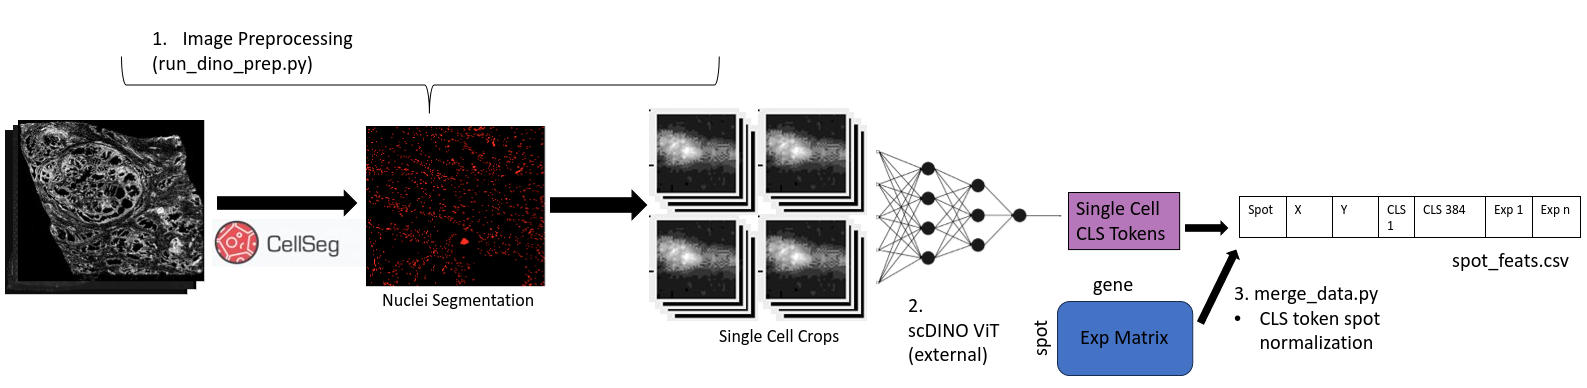 1. Image Preprocessing
(run_dino_prep.py)
CellSeg
Nuclei Segmentation
Single Cell Crops
2.
scDINO ViT
(external)
Single Cell
CLS Tokens
gene
spot
Exp Matrix
Spot X Y CLS 1 CLS 384 Exp 1 Exp n
spot_feats.csv
3. merge_data.py
• CLS token spot
normalization